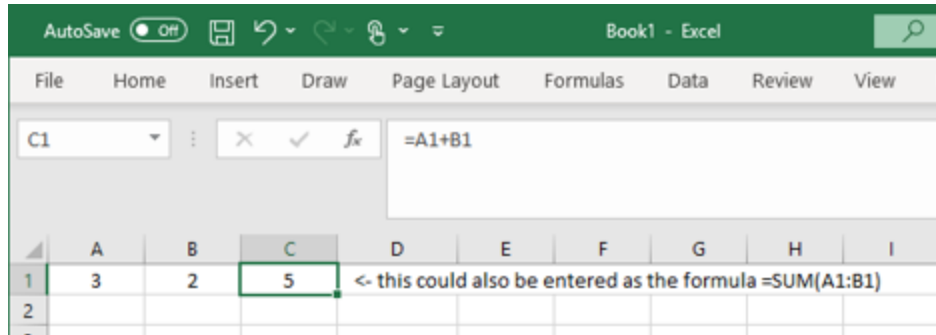 AutoSave Off Book1 - Excel
File Home Insert Draw Page Layout Formulas Data Review View
C1 fx =A1+B1
A B C D E F G H I
1 3 2 5 <- this could also be entered as the formula =SUM(A1:B1)
2